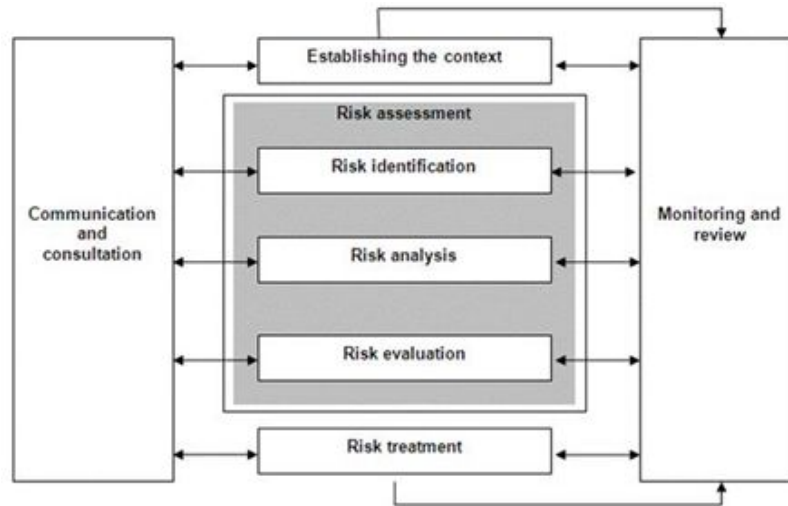 Establishing the context
Risk assessment
Risk identification
Communication
and
consultation
Monitoring and
review
Risk analysis
Risk evaluation
Risk treatment